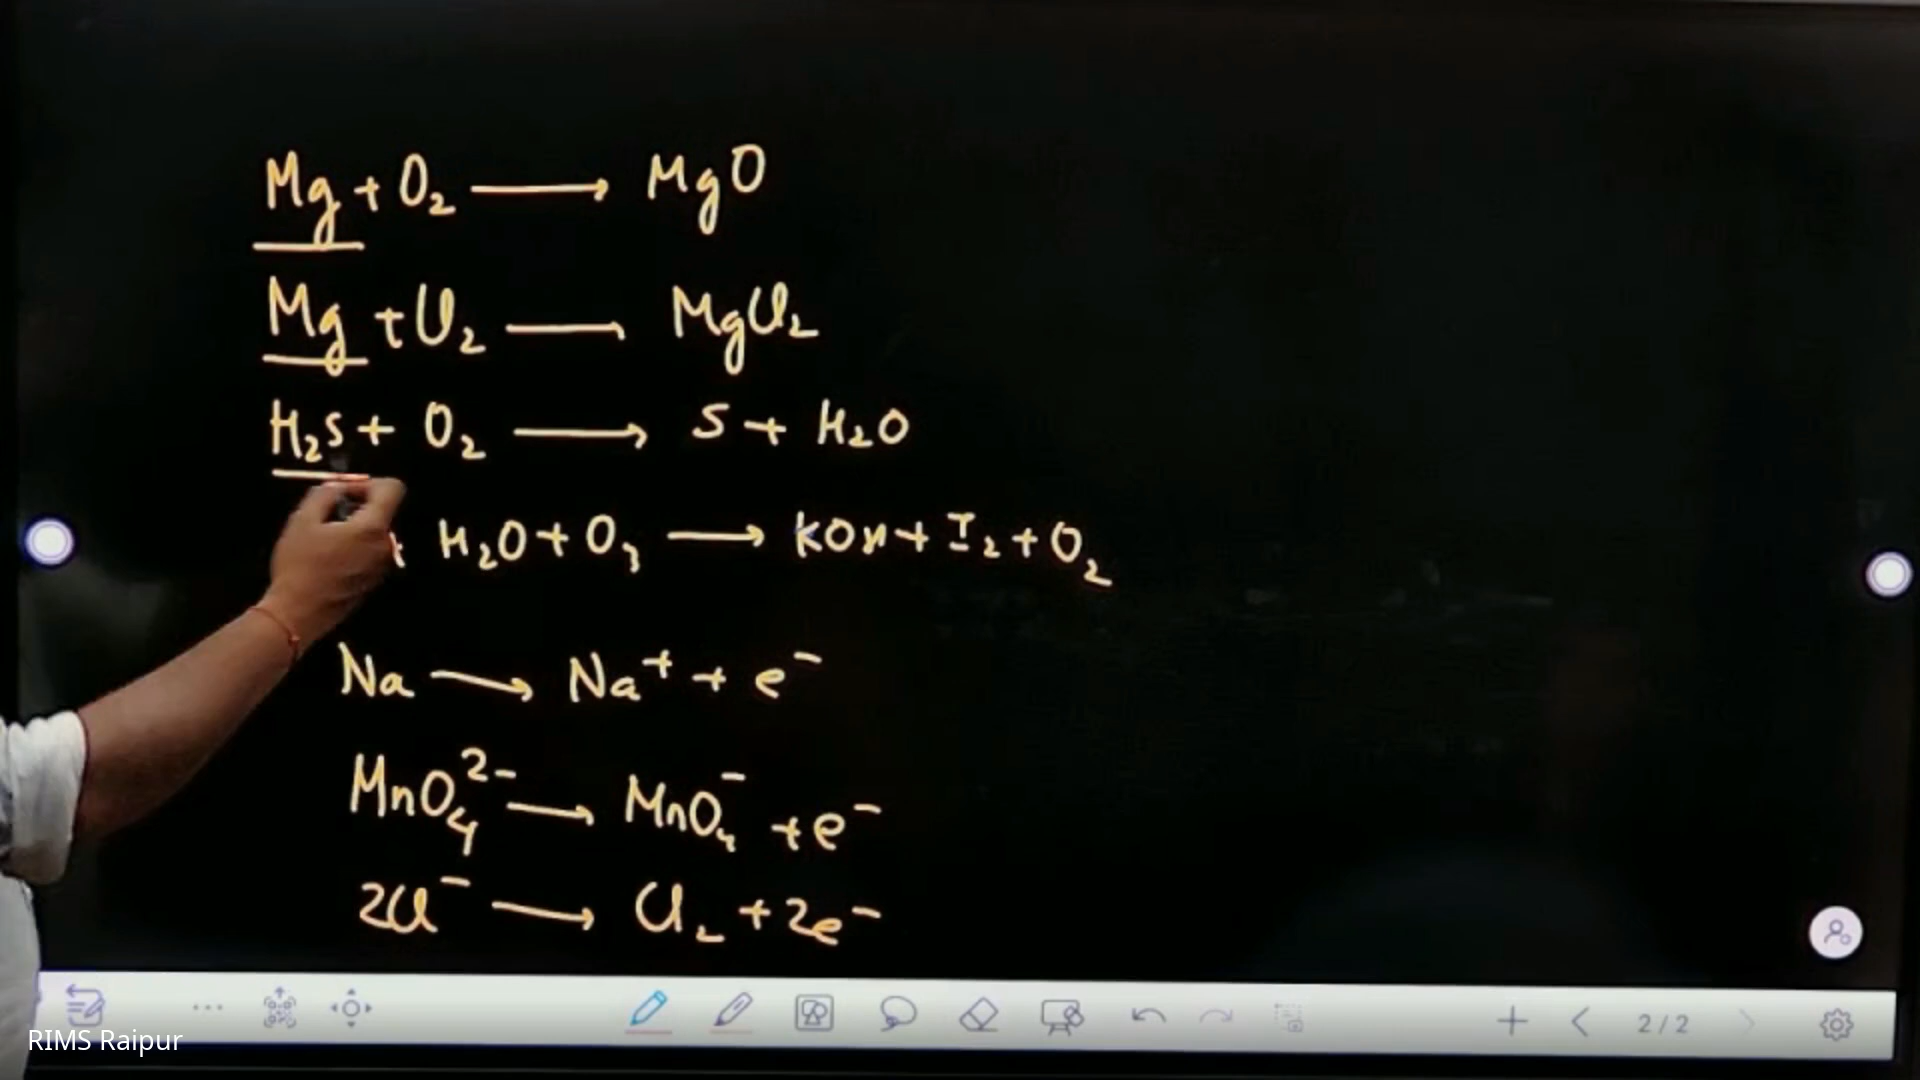 Mg + O₂ ⟶ MgO
Mg + Cl₂ ⟶ MgCl₂
H₂S + O₂ ⟶ S + H₂O
+ H₂O + O₃ ⟶ KOH + I₂ + O₂
Na ⟶ Na⁺ + e⁻
MnO₄²⁻ ⟶ MnO₄⁻ + e⁻
2Cl⁻ ⟶ Cl₂ + 2e⁻
2/2
RIMS Raipur